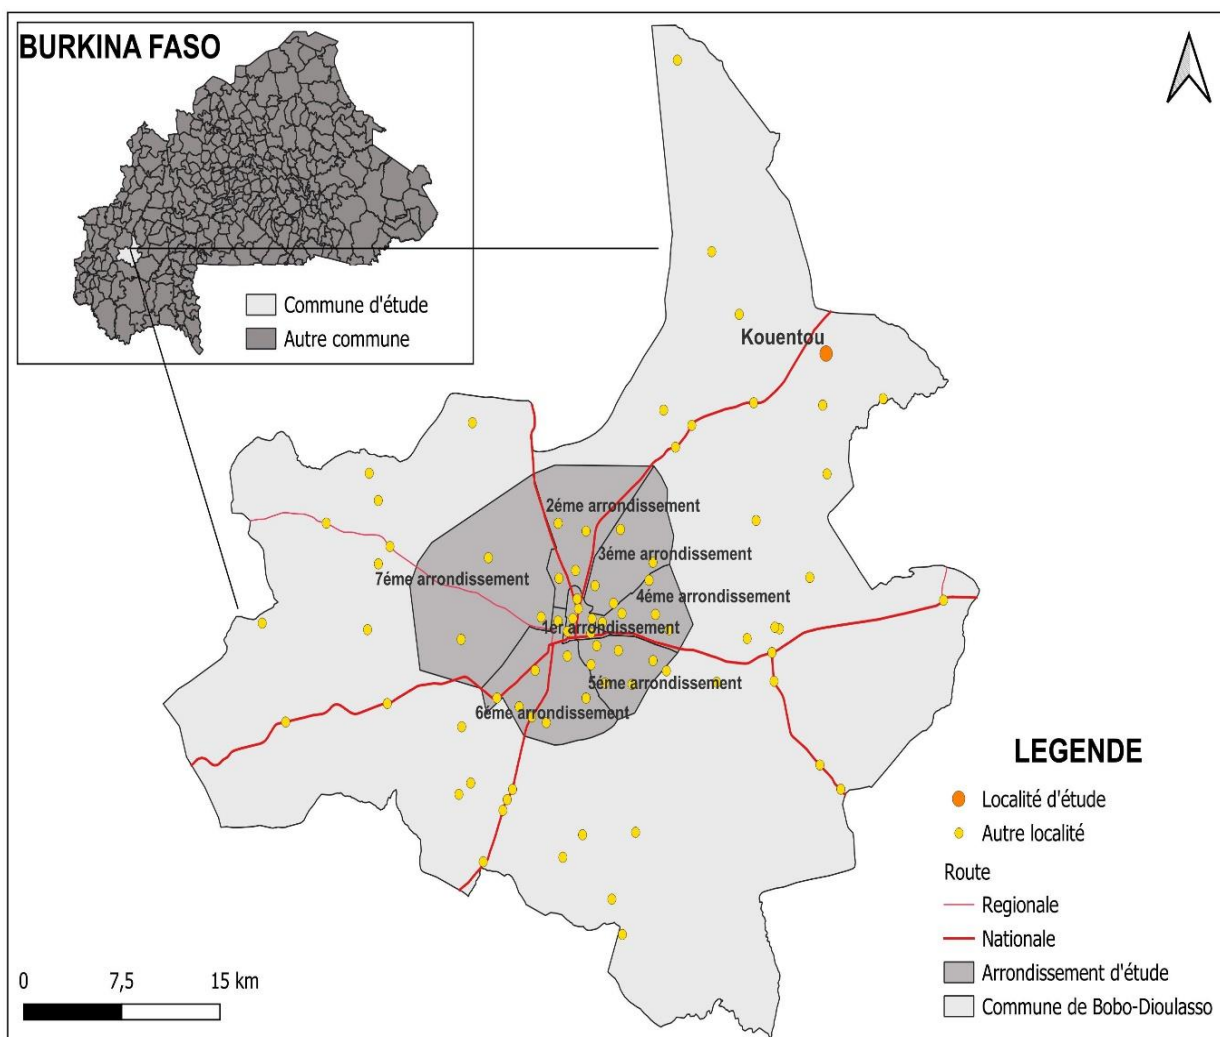 BURKINA FASO
Commune d'étude
Autre commune
Kouentou
2éme arrondissement
3éme arrondissement
7éme arrondissement
4éme arrondissement
1er arrondissement
5éme arrondissement
6éme arrondissement
LEGENDE
Localité d'étude
Autre localité
Route
Regionale
Nationale
Arrondissement d'étude
Commune de Bobo-Dioulasso
0 7,5 15 km